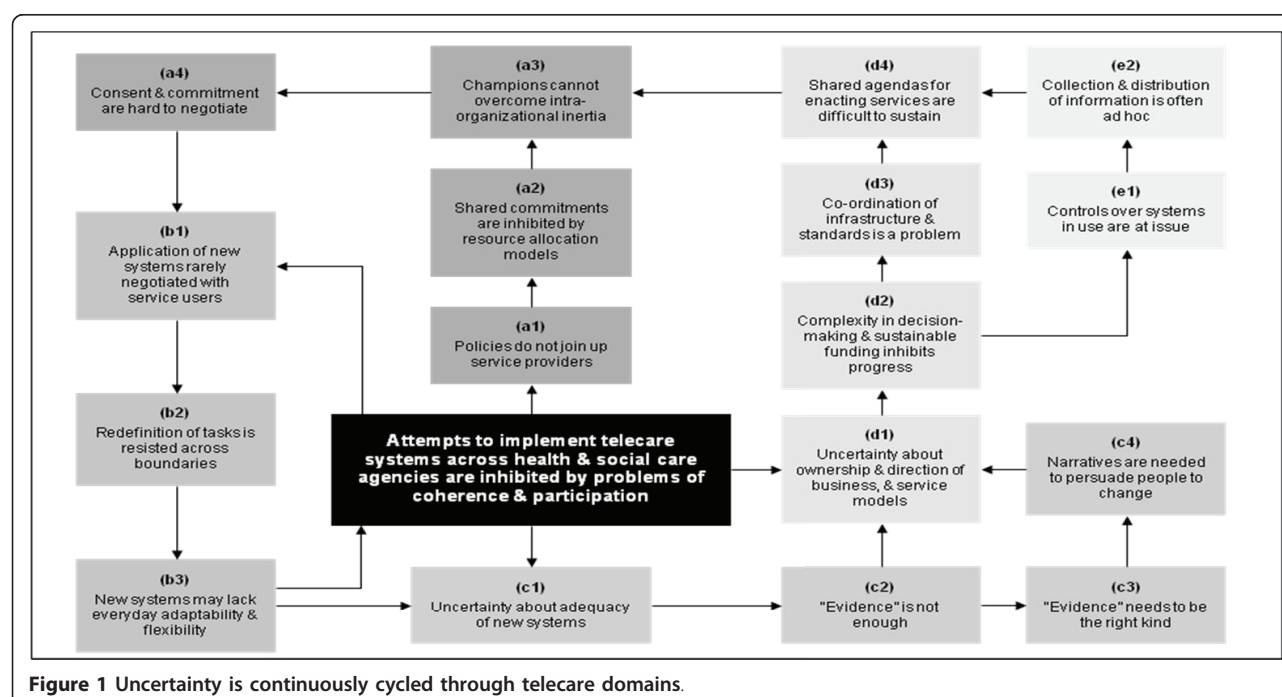 (a4)
Consent & commitment
are hard to negotiate
(a3)
Champions cannot
overcome intra-
organizational inertia
(d4)
Shared agendas for
enacting services are
difficult to sustain
(e2)
Collection & distribution
of information is often
ad hoc
(a2)
Shared commitments
are inhibited by
resource allocation
models
(d3)
Co-ordination of
infrastructure &
standards is a problem
(e1)
Controls over systems
in use are at issue
(b1)
Application of new
systems rarely
negotiated with
service users
(a1)
Policies do not join up
service providers
(d2)
Complexity in decision-
making & sustainable
funding inhibits
progress
(b2)
Redefinition of tasks is
resisted across
boundaries
Attempts to implement telecare
systems across health & social care
agencies are inhibited by problems of
coherence & participation
(d1)
Uncertainty about
ownership & direction of
business, & service
models
(c4)
Narratives are needed
to persuade people to
change
(b3)
New systems may lack
everyday adaptability &
flexibility
(c1)
Uncertainty about adequacy
of new systems
(c2)
"Evidence" is not
enough
(c3)
"Evidence" needs to be
the right kind
Figure 1 Uncertainty is continuously cycled through telecare domains.